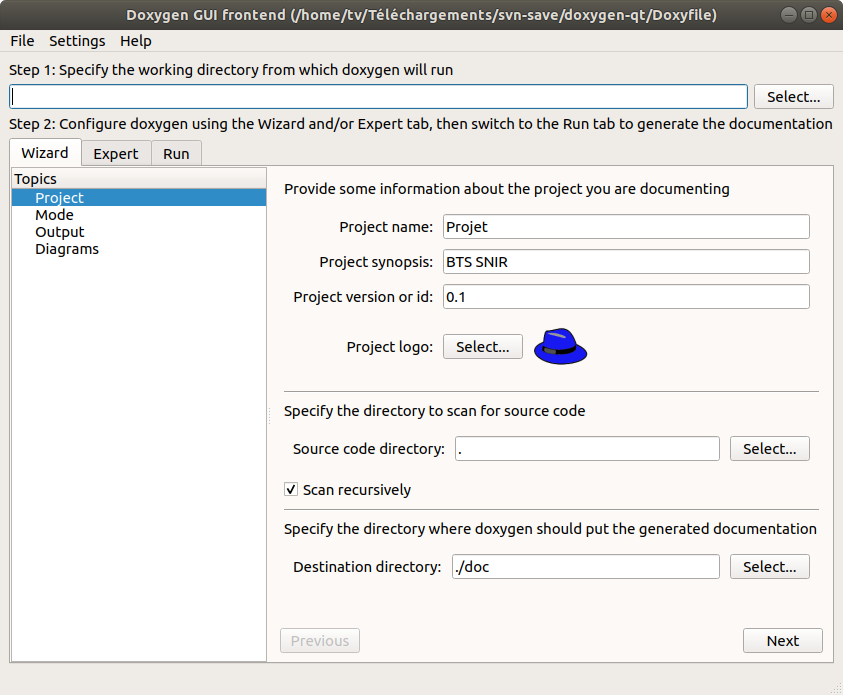 Doxygen GUI frontend (/home/tv/Téléchargements/svn-save/doxygen-qt/Doxyfile)
File Settings Help
Step 1: Specify the working directory from which doxygen will run
Select...
Step 2: Configure doxygen using the Wizard and/or Expert tab, then switch to the Run tab to generate the documentation
Wizard Expert Run
Topics
Project
Mode
Output
Diagrams
Provide some information about the project you are documenting
Project name: Projet
Project synopsis: BTS SNIR
Project version or id: 0.1
Project logo: Select...
Specify the directory to scan for source code
Source code directory: . Select...
Scan recursively
Specify the directory where doxygen should put the generated documentation
Destination directory: ./doc Select...
Previous Next